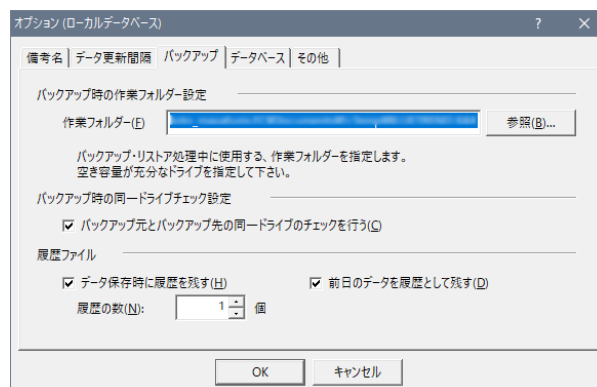 オプション (ローカルデータベース) ? ×
備考名 データ更新間隔 バックアップ データベース その他
バックアップ時の作業フォルダー設定
作業フォルダー(F) 参照(B)...
バックアップ・リストア処理中に使用する、作業フォルダーを指定します。
空き容量が充分なドライブを指定して下さい。
バックアップ時の同一ドライブチェック設定
バックアップ元とバックアップ先の同一ドライブのチェックを行う(C)
履歴ファイル
データ保存時に履歴を残す(H) 前日のデータを履歴として残す(D)
履歴の数(N): 1 個
OK キャンセル